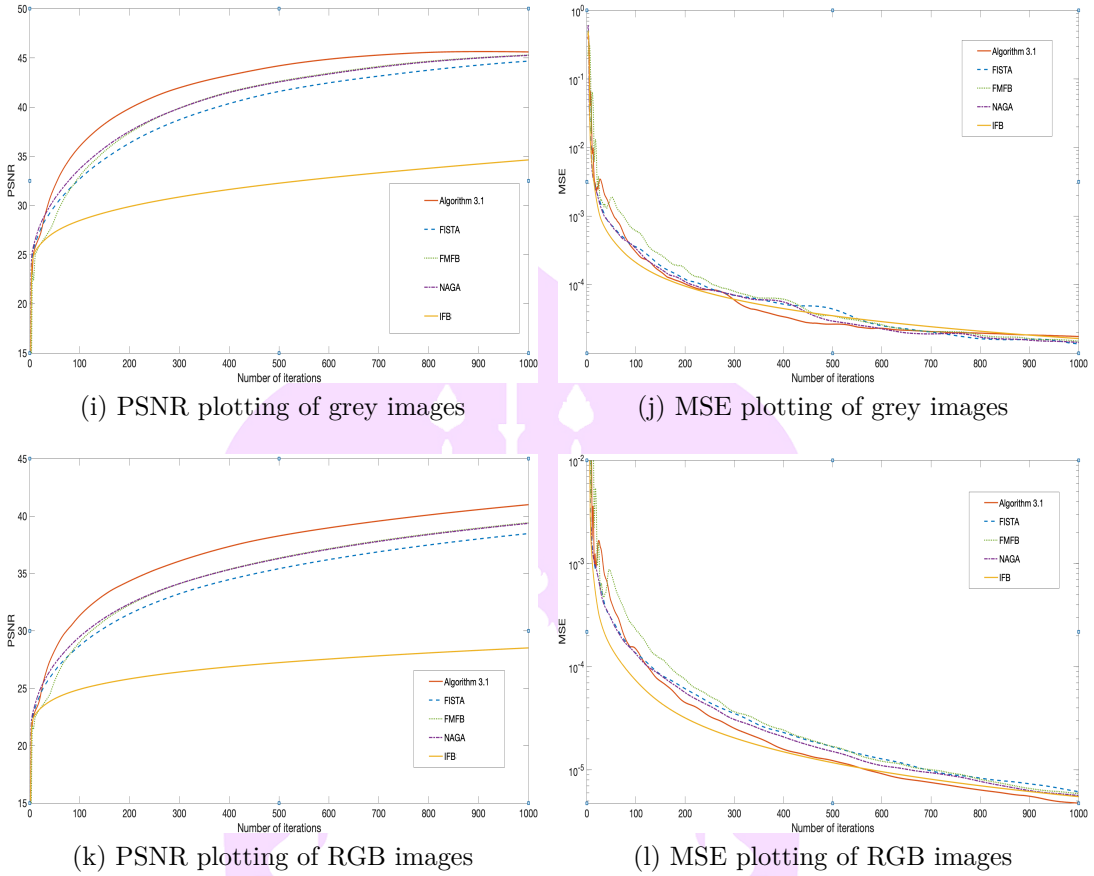 50
45
40
35
30
25
20
15
PSNR
0 100 200 300 400 500 600 700 800 900 1000
Number of iterations
Algorithm 3.1
FISTA
FMFB
NAGA
IFB
(i) PSNR plotting of grey images
10^0
10^-1
10^-2
10^-3
10^-4
MSE
0 100 200 300 400 500 600 700 800 900 1000
Number of iterations
Algorithm 3.1
FISTA
FMFB
NAGA
IFB
(j) MSE plotting of grey images
45
40
35
30
25
20
15
PSNR
0 100 200 300 400 500 600 700 800 900 1000
Number of iterations
Algorithm 3.1
FISTA
FMFB
NAGA
IFB
(k) PSNR plotting of RGB images
10^-2
10^-3
10^-4
10^-5
MSE
0 100 200 300 400 500 600 700 800 900 1000
Number of iterations
Algorithm 3.1
FISTA
FMFB
NAGA
IFB
(l) MSE plotting of RGB images